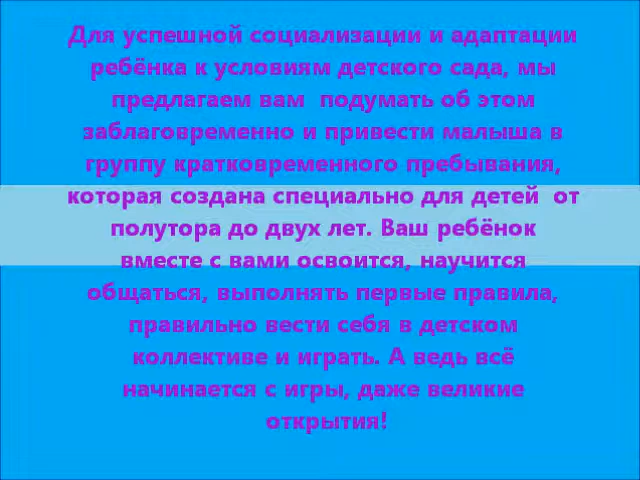 Для успешной социализации и адаптации
ребёнка к условиям детского сада, мы
предлагаем вам  подумать об этом
заблаговременно и привести малыша в
группу кратковременного пребывания,
которая создана специально для детей  от
полутора до двух лет. Ваш ребёнок
вместе с вами освоится, научится
общаться, выполнять первые правила,
правильно вести себя в детском
коллективе и играть. А ведь всё
начинается с игры, даже великие
открытия!